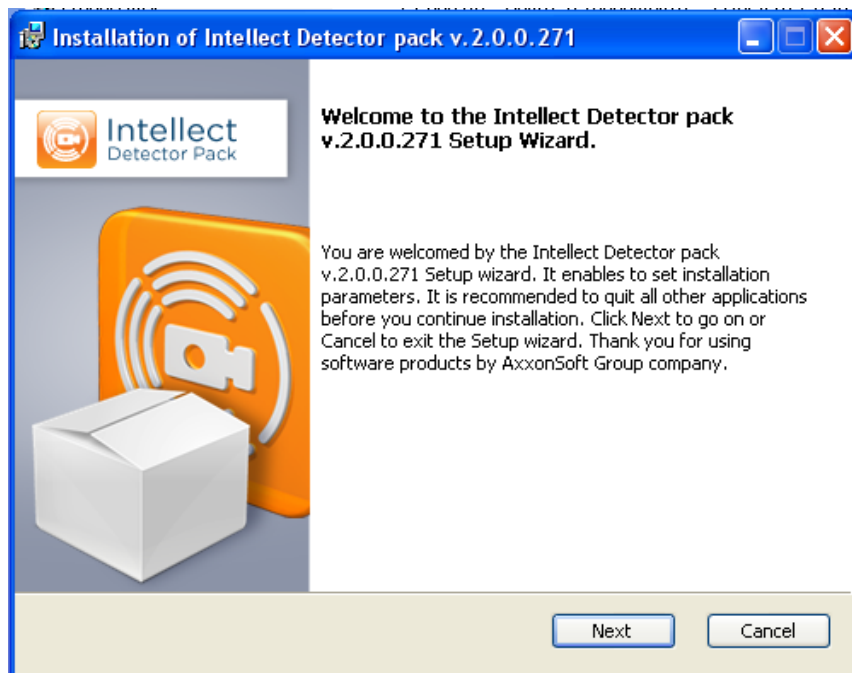 Installation of Intellect Detector pack v.2.0.0.271
Intellect
Detector Pack
Welcome to the Intellect Detector pack
v.2.0.0.271 Setup Wizard.
You are welcomed by the Intellect Detector pack
v.2.0.0.271 Setup wizard. It enables to set installation
parameters. It is recommended to quit all other applications
before you continue installation. Click Next to go on or
Cancel to exit the Setup wizard. Thank you for using
software products by AxxonSoft Group company.
Next
Cancel